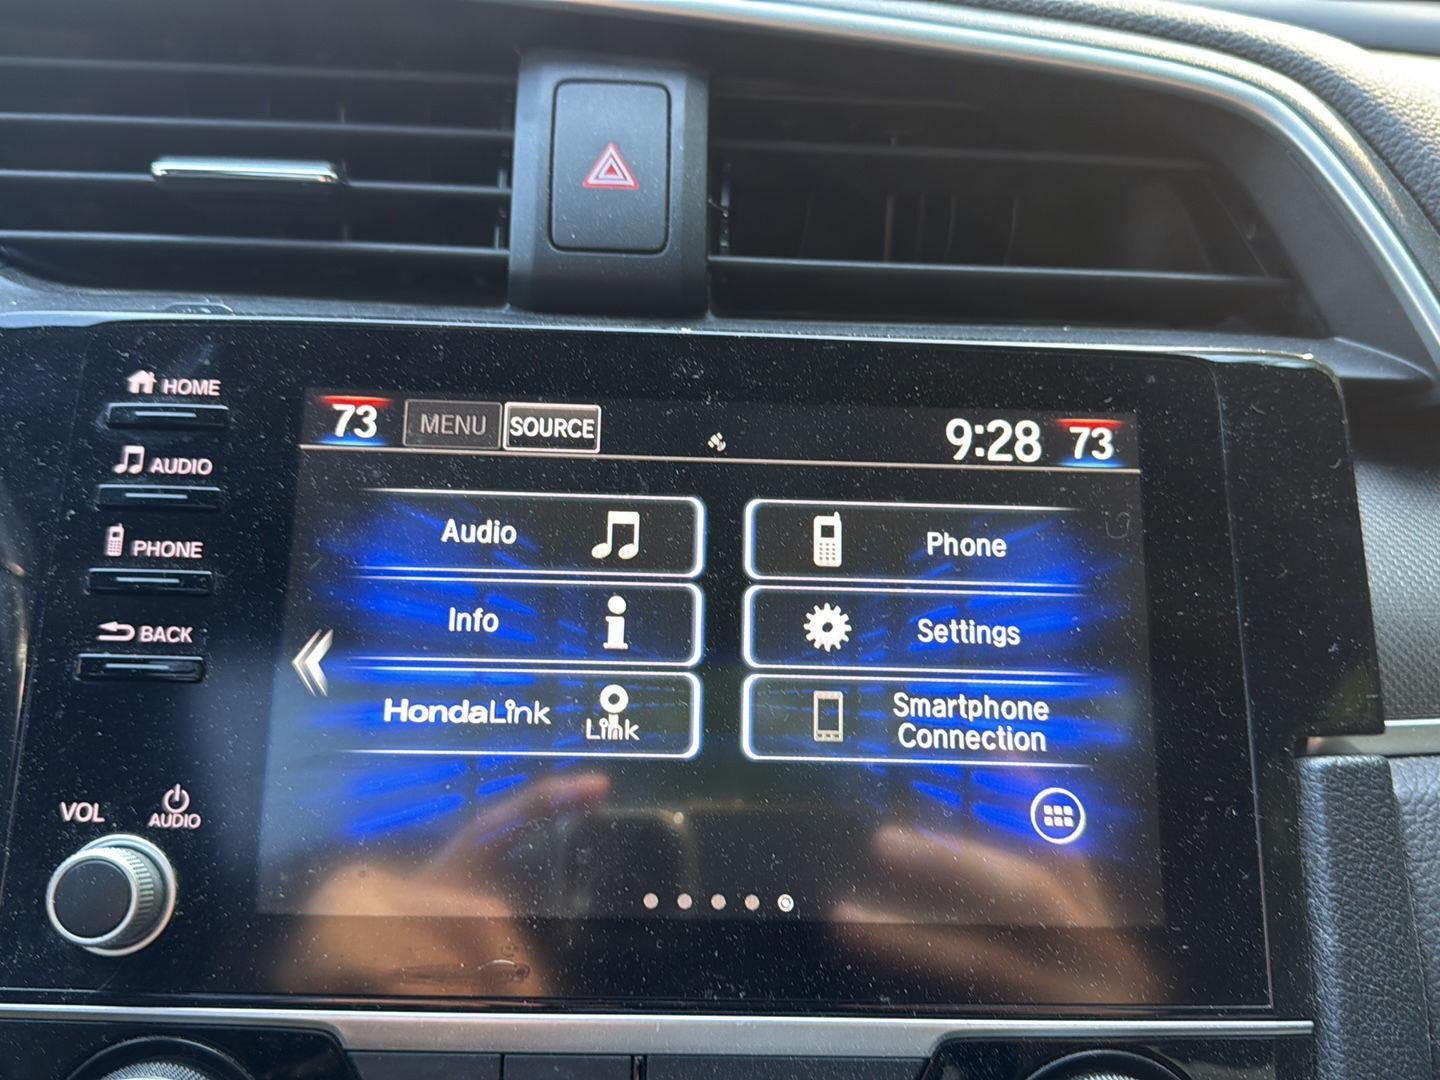 HOME
AUDIO
PHONE
BACK
VOL
AUDIO
73 MENU SOURCE 9:28 73
Audio
Phone
Info
Settings
HondaLink
Link
Smartphone
Connection